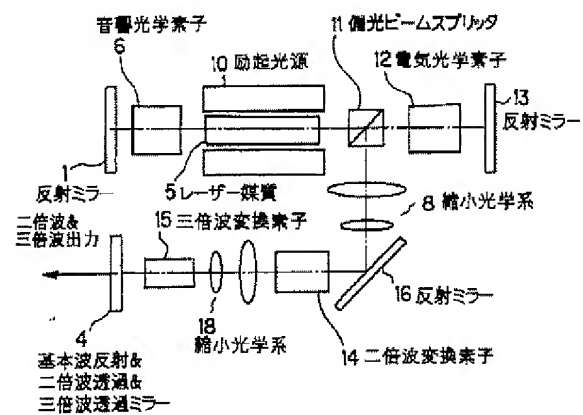 音響光学素子
6
10 励起光源
11 偏光ビームスプリッタ
12 電気光学素子
13
反射ミラー
1
反射ミラー
5 レーザー媒質
8 縮小光学系
二倍波&
三倍波出力
15 三倍波変換素子
16 反射ミラー
4
18
縮小光学系
14 二倍波変換素子
基本波反射&
二倍波透過&
三倍波透過ミラー